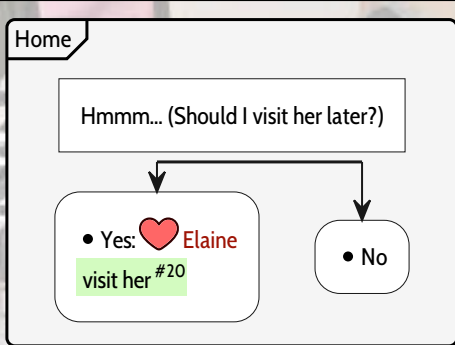 Home
Hmmm... (Should I visit her later?)
• Yes: ❤ Elaine
visit her #20
• No